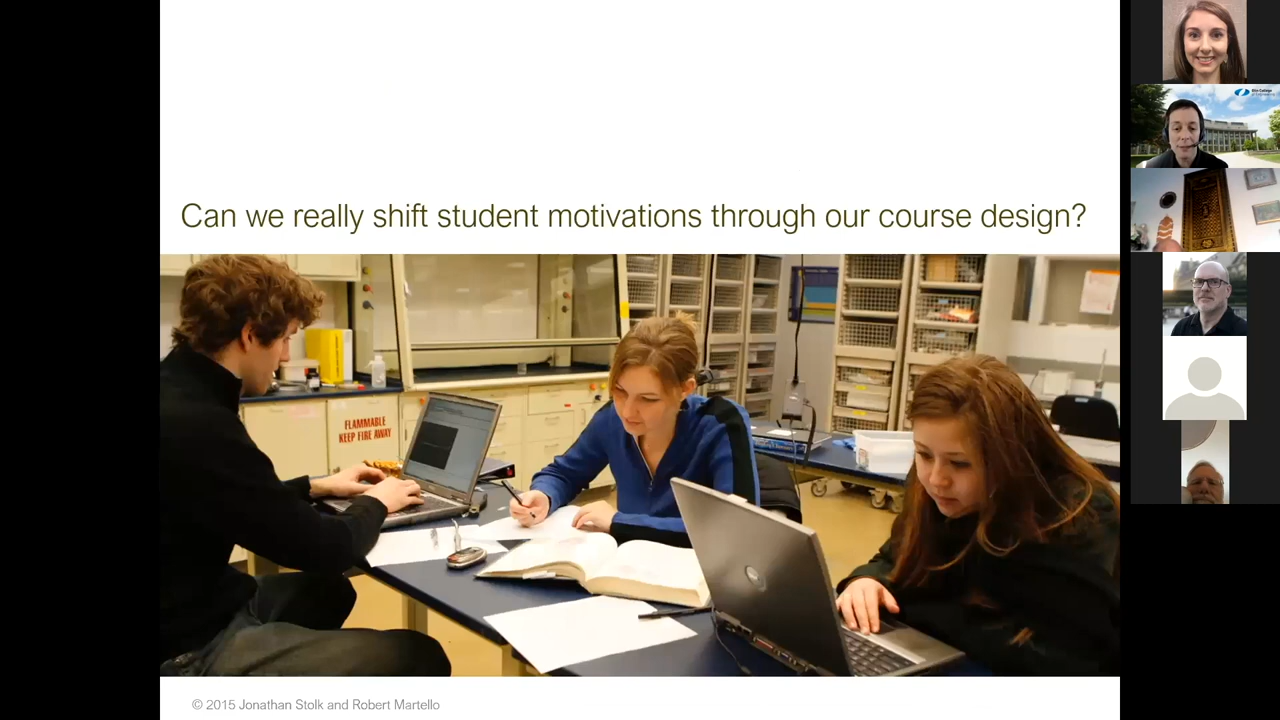 Can we really shift student motivations through our course design?
FLAMMABLE
KEEP FIRE AWAY
© 2015 Jonathan Stolk and Robert Martello